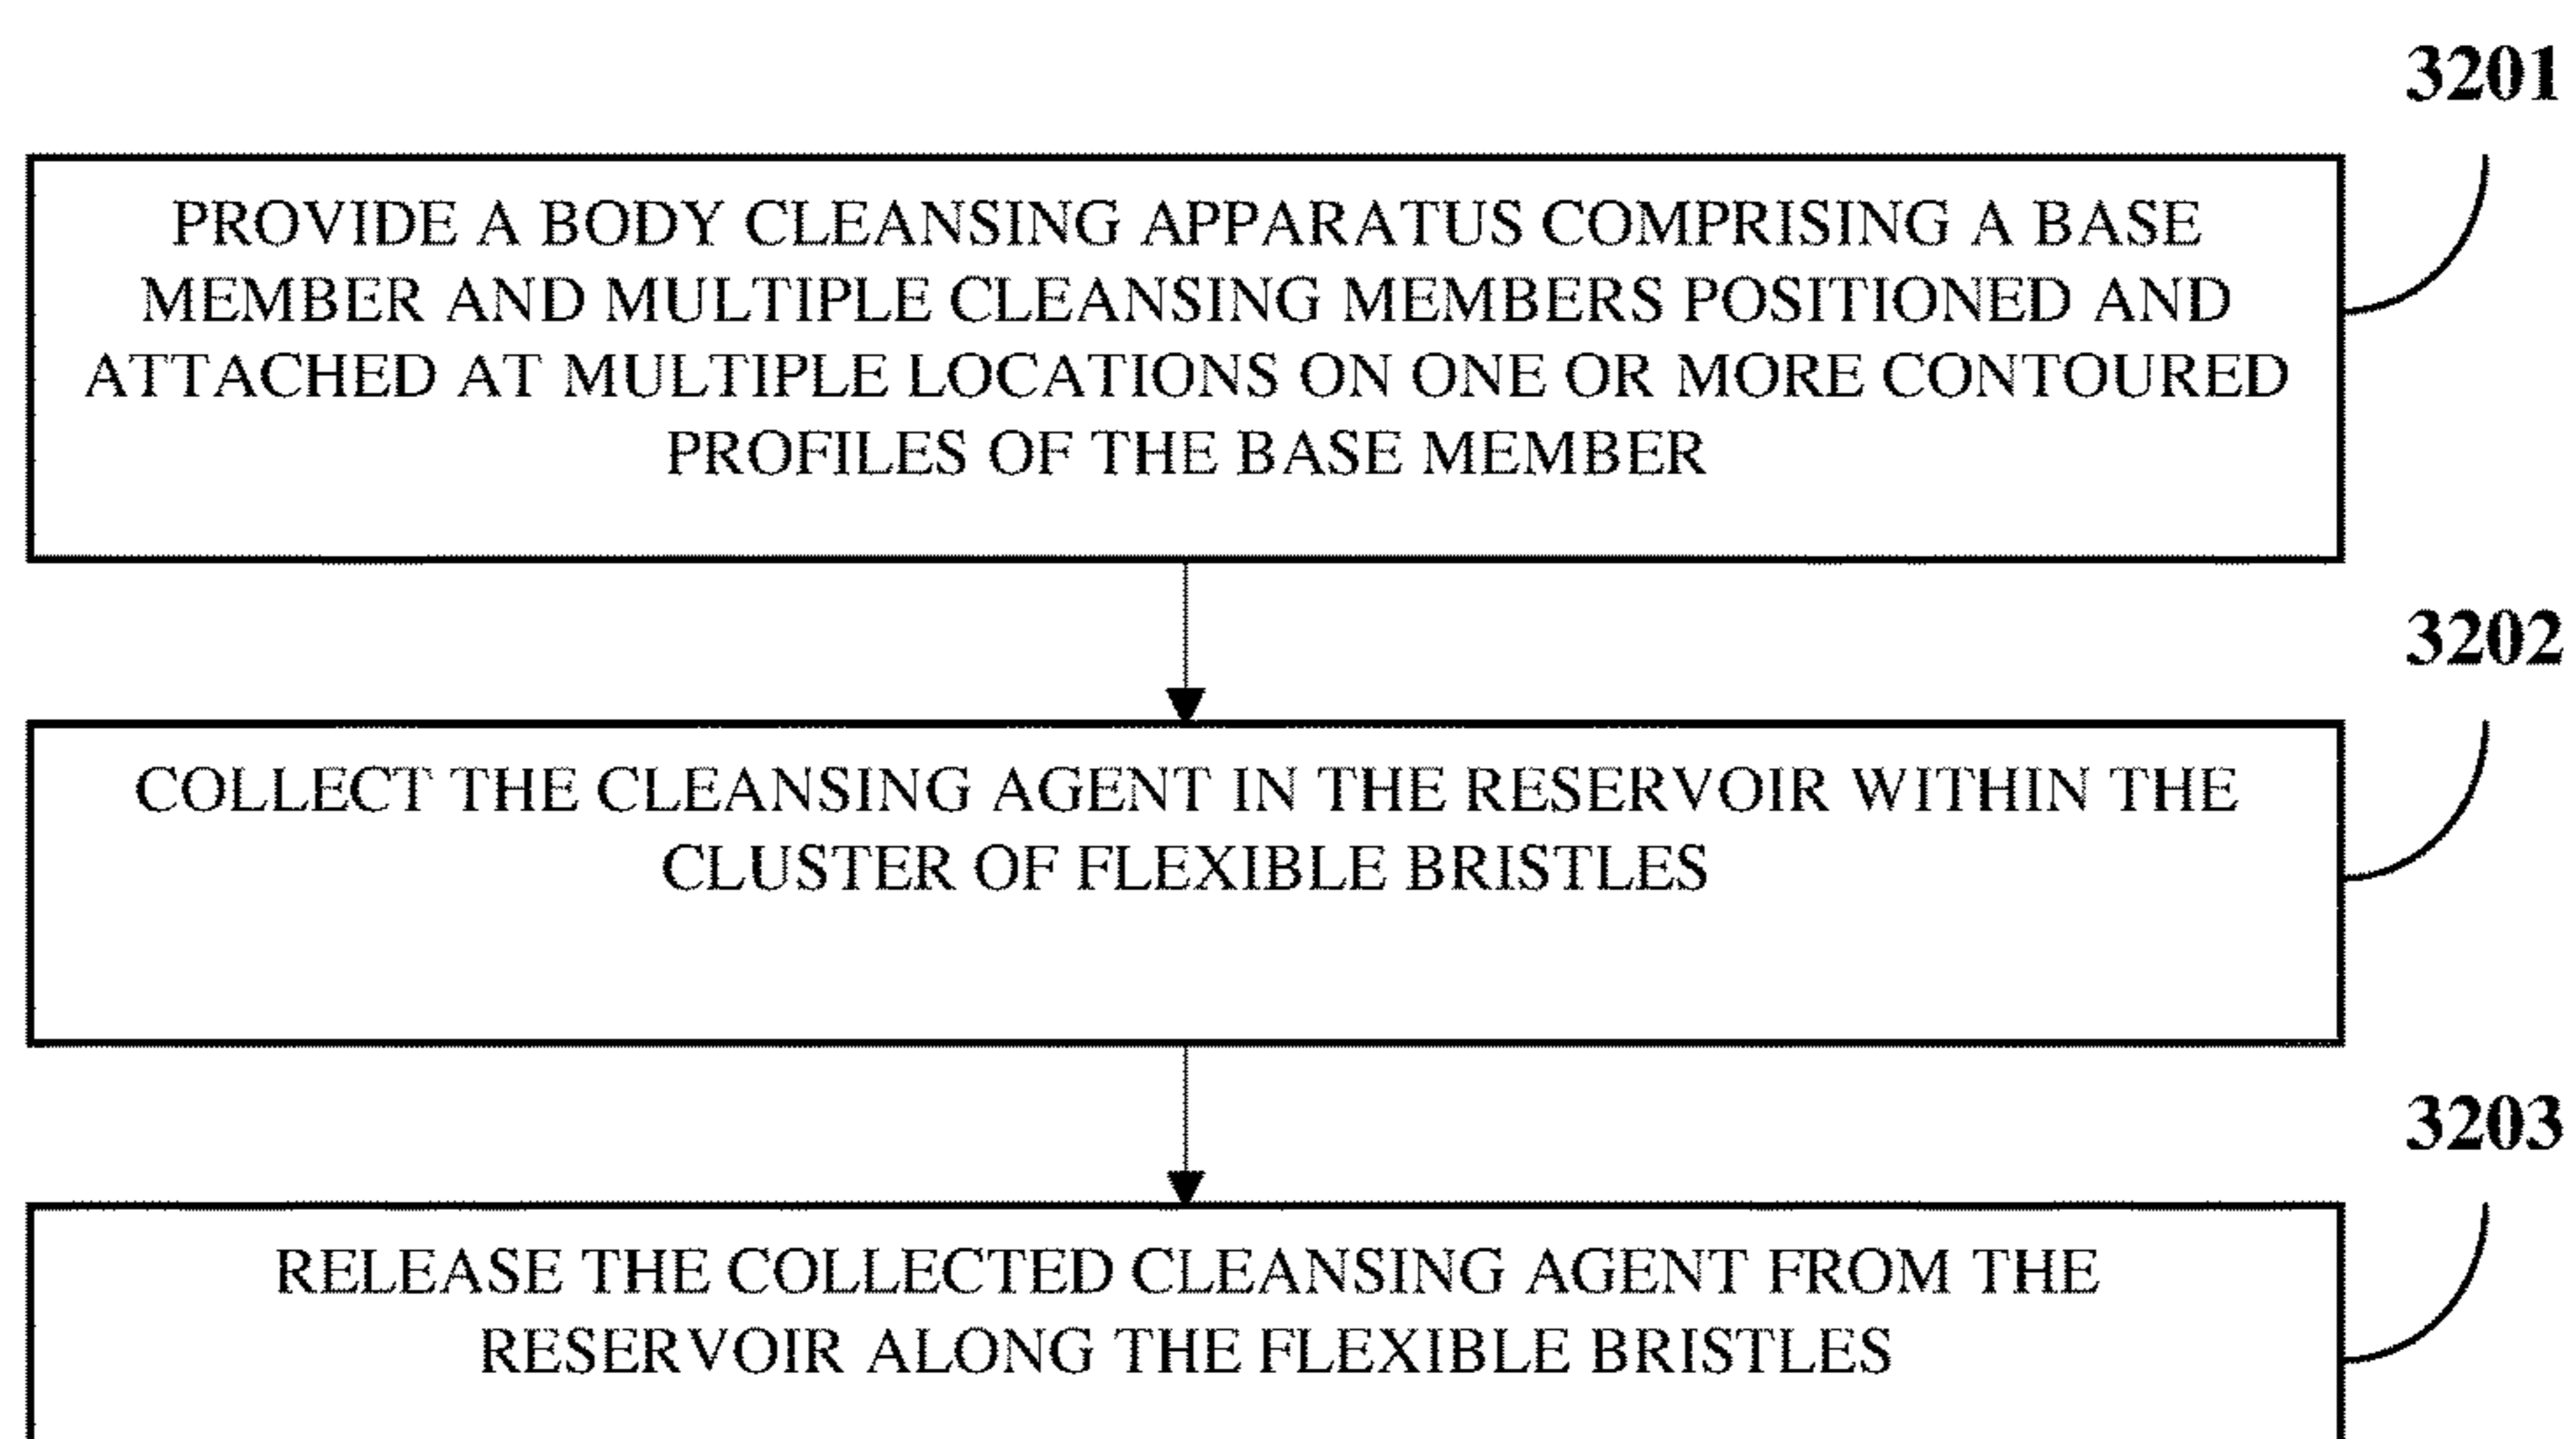 3201
PROVIDE A BODY CLEANSING APPARATUS COMPRISING A BASE
MEMBER AND MULTIPLE CLEANSING MEMBERS POSITIONED AND
ATTACHED AT MULTIPLE LOCATIONS ON ONE OR MORE CONTOURED
PROFILES OF THE BASE MEMBER
3202
COLLECT THE CLEANSING AGENT IN THE RESERVOIR WITHIN THE
CLUSTER OF FLEXIBLE BRISTLES
3203
RELEASE THE COLLECTED CLEANSING AGENT FROM THE
RESERVOIR ALONG THE FLEXIBLE BRISTLES